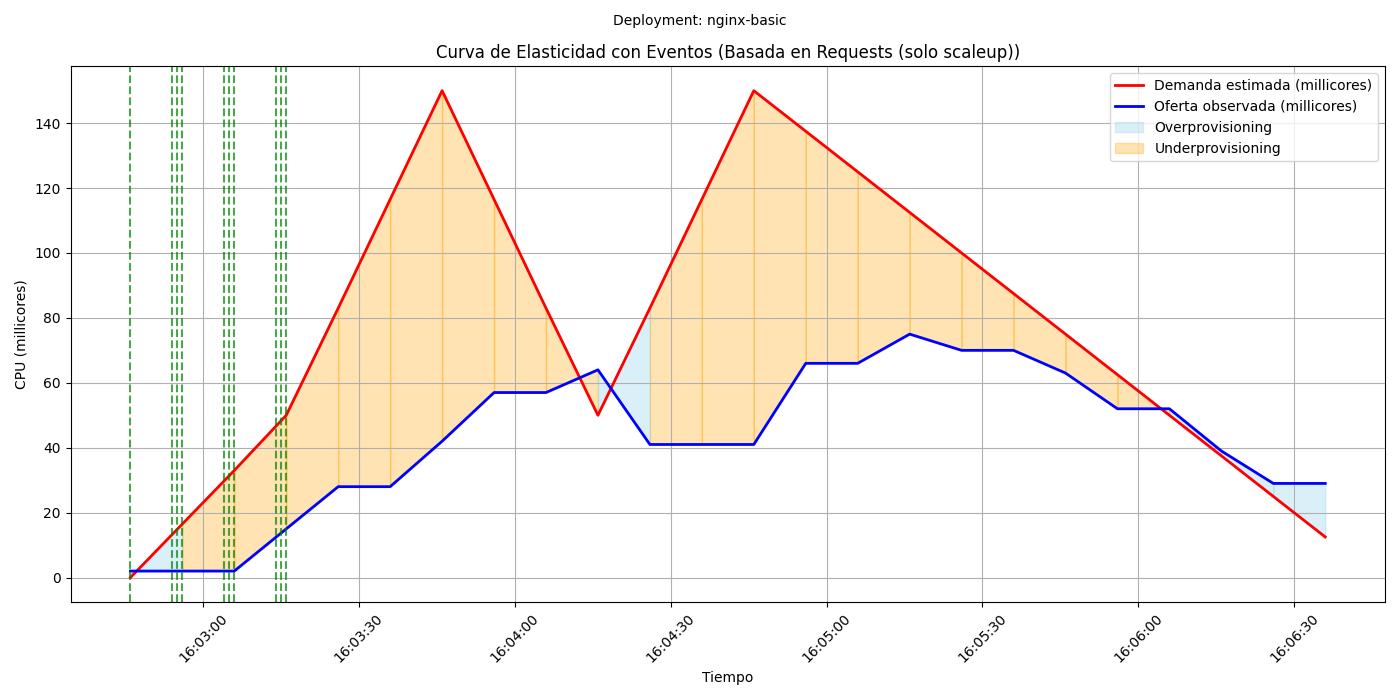 Deployment: nginx-basic
Curva de Elasticidad con Eventos (Basada en Requests (solo scaleup))
Demanda estimada (millicores)
Oferta observada (millicores)
Overprovisioning
Underprovisioning
CPU (millicores)
140
120
100
80
60
40
20
0
16:03:00
16:03:30
16:04:00
16:04:30
16:05:00
16:05:30
16:06:00
16:06:30
Tiempo